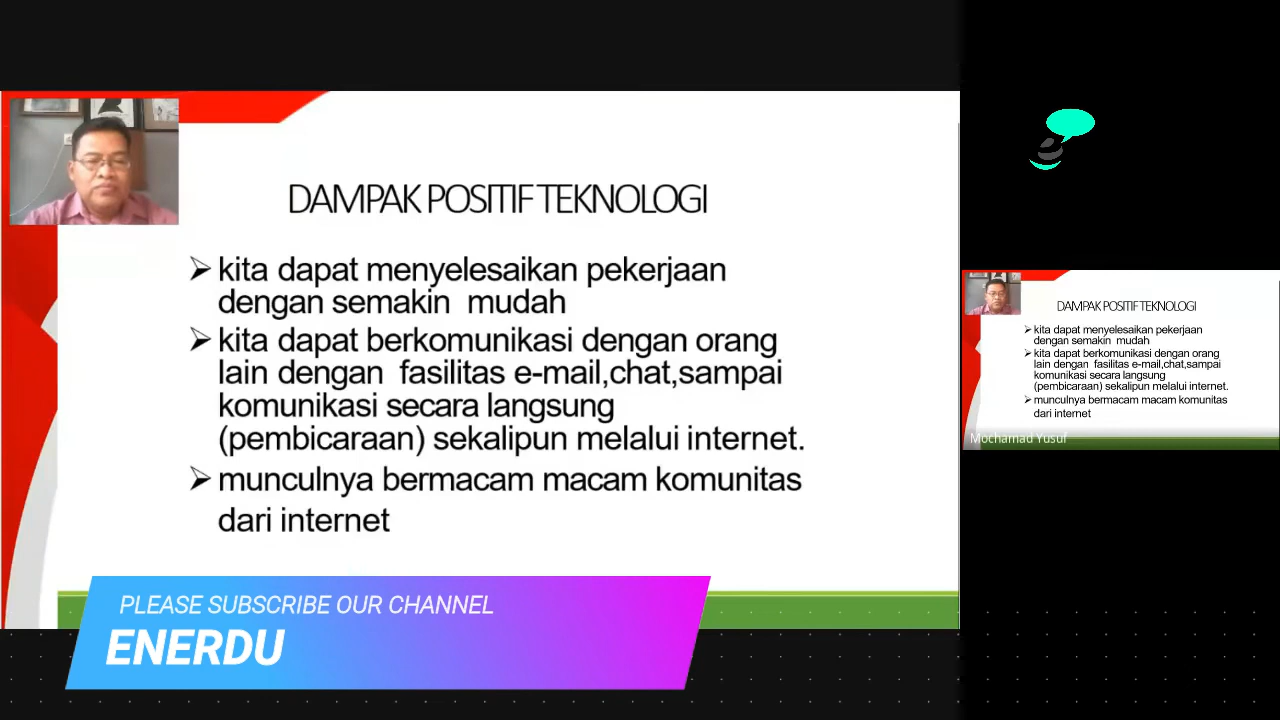 DAMPAK POSITIF TEKNOLOGI
kita dapat menyelesaikan pekerjaan
dengan semakin mudah
kita dapat berkomunikasi dengan orang
lain dengan fasilitas e-mail,chat,sampai
komunikasi secara langsung
(pembicaraan) sekalipun melalui internet.
munculnya bermacam macam komunitas
dari internet
PLEASE SUBSCRIBE OUR CHANNEL
ENERDU
DAMPAK POSITIF TEKNOLOGI
kita dapat menyelesaikan pekerjaan
dengan semakin mudah
kita dapat berkomunikasi dengan orang
lain dengan fasilitas e-mail,chat,sampai
komunikasi secara langsung
(pembicaraan) sekalipun melalui internet.
munculnya bermacam macam komunitas
dari internet
Mochamad Yusuf